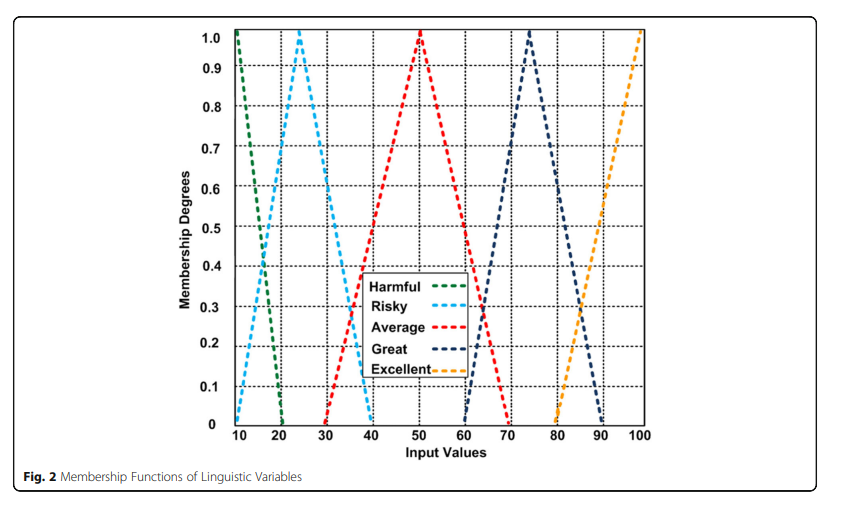 1.0
0.9
0.8
0.7
0.6
0.5
0.4
0.3
0.2
0.1
0
Membership Degrees
Harmful
Risky
Average
Great
Excellent
10 20 30 40 50 60 70 80 90 100
Input Values
Fig. 2 Membership Functions of Linguistic Variables